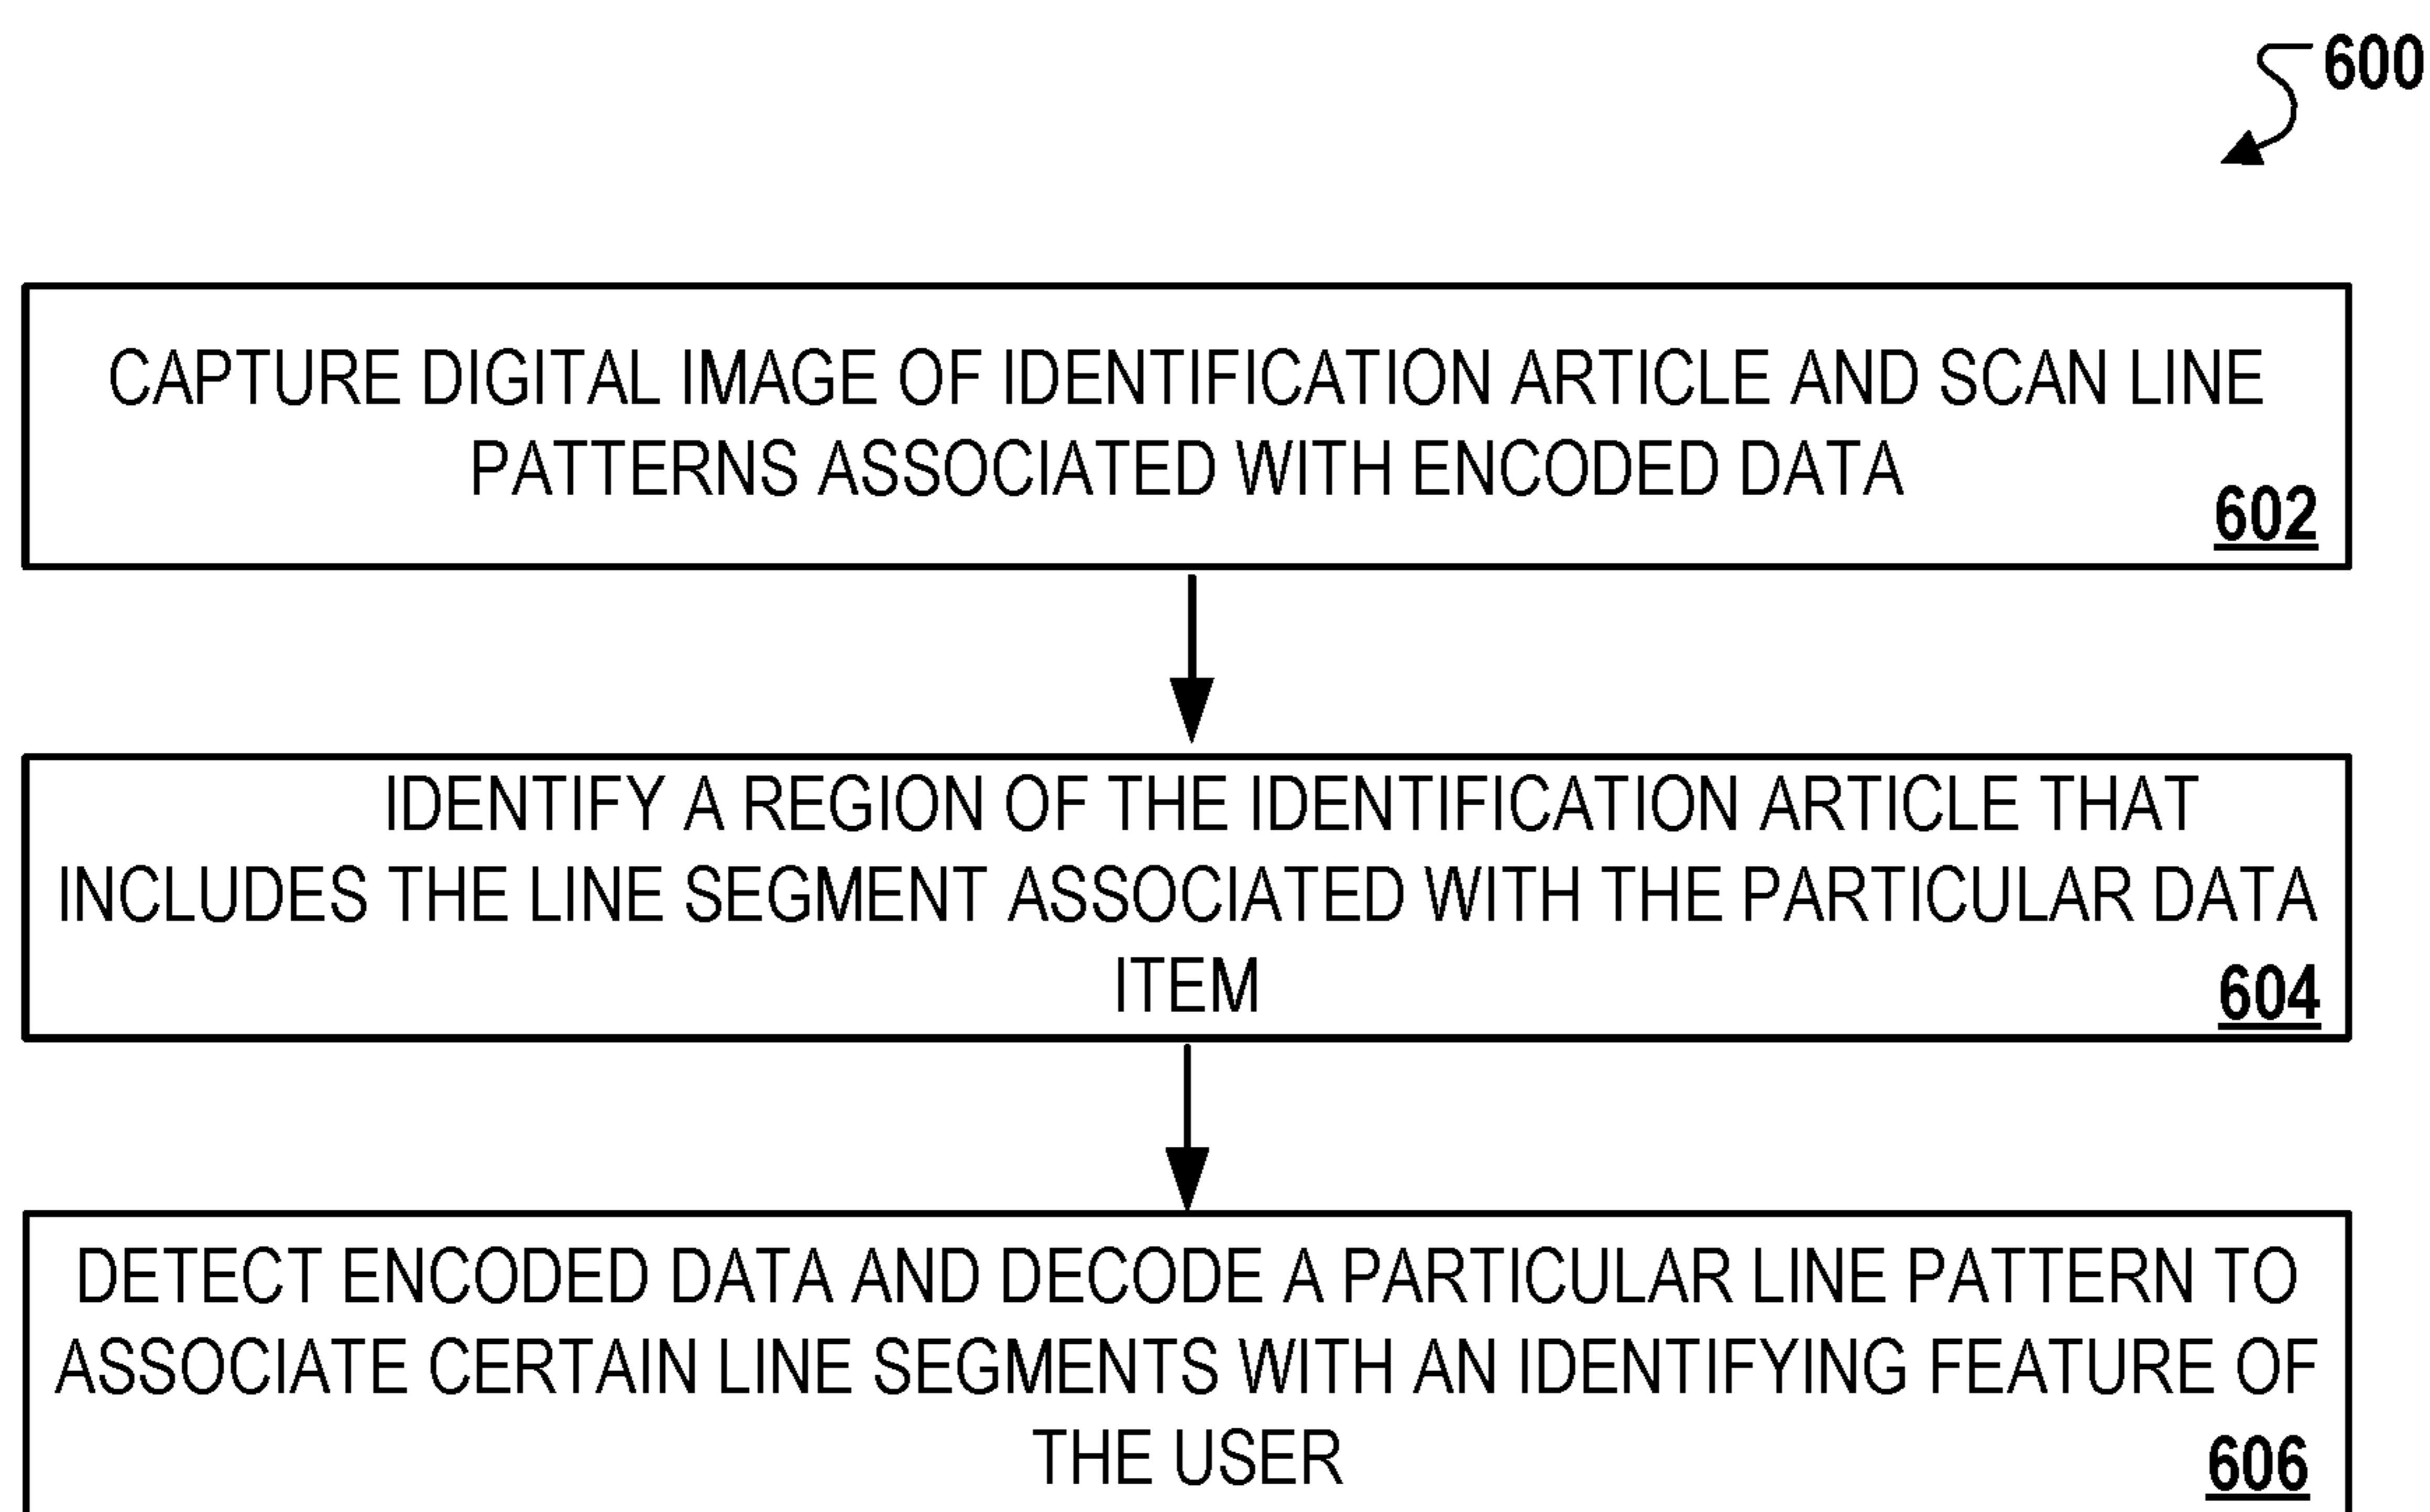 600
CAPTURE DIGITAL IMAGE OF IDENTIFICATION ARTICLE AND SCAN LINE
PATTERNS ASSOCIATED WITH ENCODED DATA
602
IDENTIFY A REGION OF THE IDENTIFICATION ARTICLE THAT
INCLUDES THE LINE SEGMENT ASSOCIATED WITH THE PARTICULAR DATA
ITEM
604
DETECT ENCODED DATA AND DECODE A PARTICULAR LINE PATTERN TO
ASSOCIATE CERTAIN LINE SEGMENTS WITH AN IDENTIFYING FEATURE OF
THE USER
606